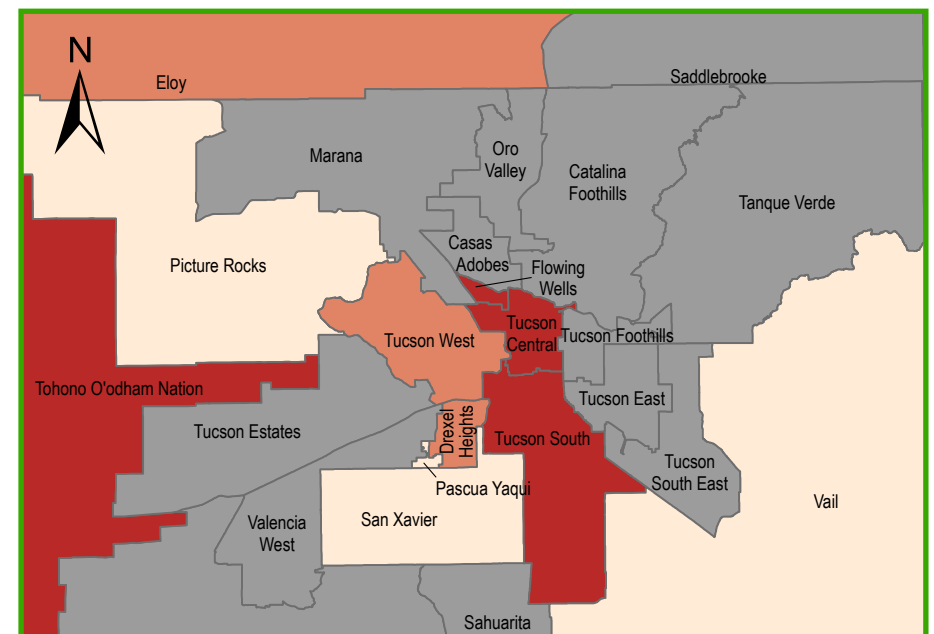 N
Eloy
Saddlebrooke
Marana
Oro
Valley
Catalina
Foothills
Tanque Verde
Casas
Adobes
Flowing
Wells
Picture Rocks
Tucson
Central
Tucson Foothills
Tucson West
Tohono O'odham Nation
Tucson East
Drexel
Heights
Tucson Estates
Tucson South
Tucson
South East
Pascua Yaqui
Vail
San Xavier
Valencia
West
Sahuarita